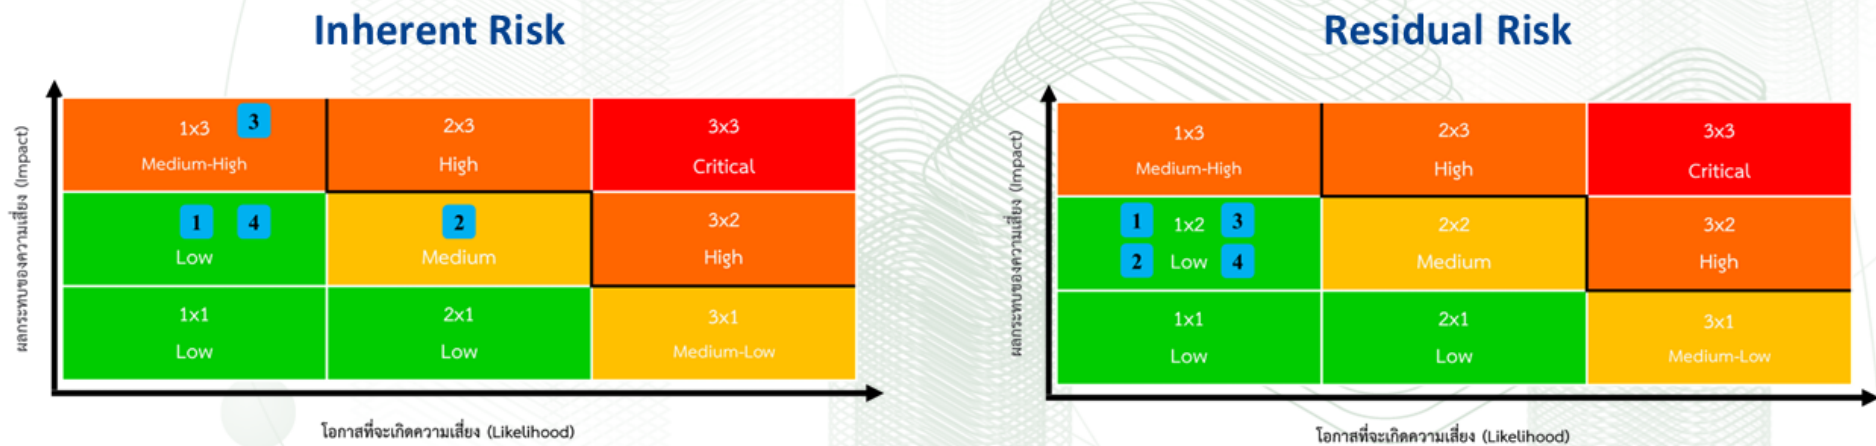 Inherent Risk
ผลกระทบของความเสี่ยง (Impact)
1x3 3
Medium-High
2x3
High
3x3
Critical
1 4
Low
2
Medium
3x2
High
1x1
Low
2x1
Low
3x1
Medium-Low
โอกาสที่จะเกิดความเสี่ยง (Likelihood)
Residual Risk
ผลกระทบของความเสี่ยง (Impact)
1x3
Medium-High
2x3
High
3x3
Critical
1 1x2 3
2 Low 4
2x2
Medium
3x2
High
1x1
Low
2x1
Low
3x1
Medium-Low
โอกาสที่จะเกิดความเสี่ยง (Likelihood)